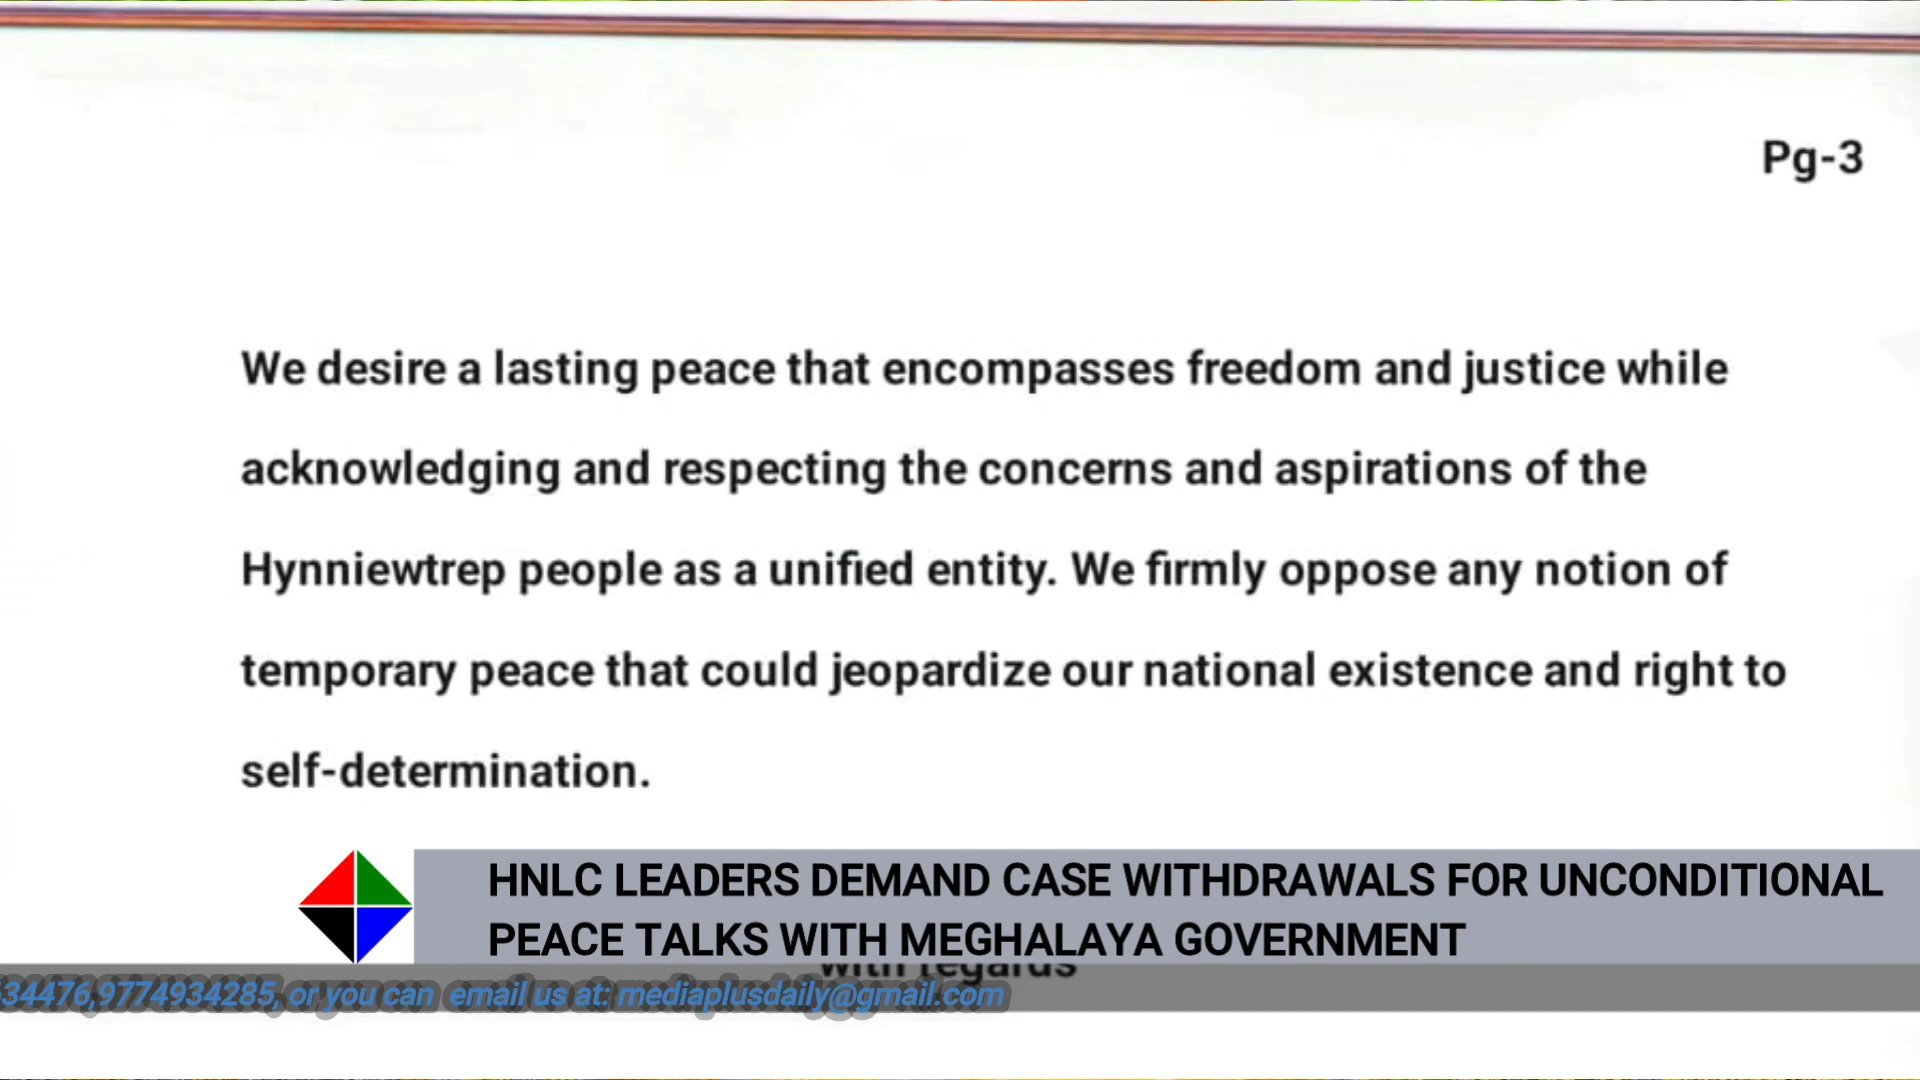 Pg-3
We desire a lasting peace that encompasses freedom and justice while
acknowledging and respecting the concerns and aspirations of the
Hynniewtrep people as a unified entity. We firmly oppose any notion of
temporary peace that could jeopardize our national existence and right to
self-determination.
HNLC LEADERS DEMAND CASE WITHDRAWALS FOR UNCONDITIONAL
PEACE TALKS WITH MEGHALAYA GOVERNMENT
with regards
34476,9774934285, or you can email us at: mediaplusdaily@gmail.com